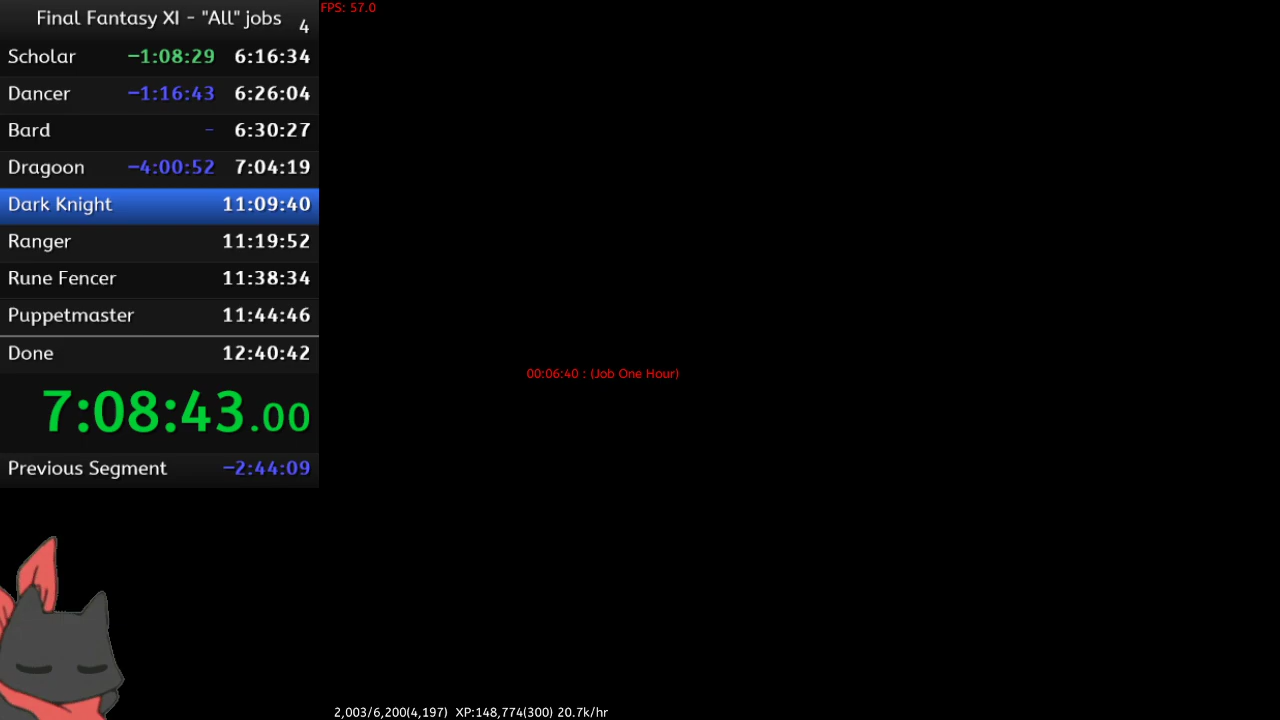 Final Fantasy XI - "All" jobs 4
Scholar −1:08:29 6:16:34
Dancer −1:16:43 6:26:04
Bard - 6:30:27
Dragoon −4:00:52 7:04:19
Dark Knight 11:09:40
Ranger 11:19:52
Rune Fencer 11:38:34
Puppetmaster 11:44:46
Done 12:40:42
7:08:43.00
Previous Segment −2:44:09
FPS: 57.0
00:06:40 : (Job One Hour)
2,003/6,200(4,197) XP:148,774(300) 20.7k/hr